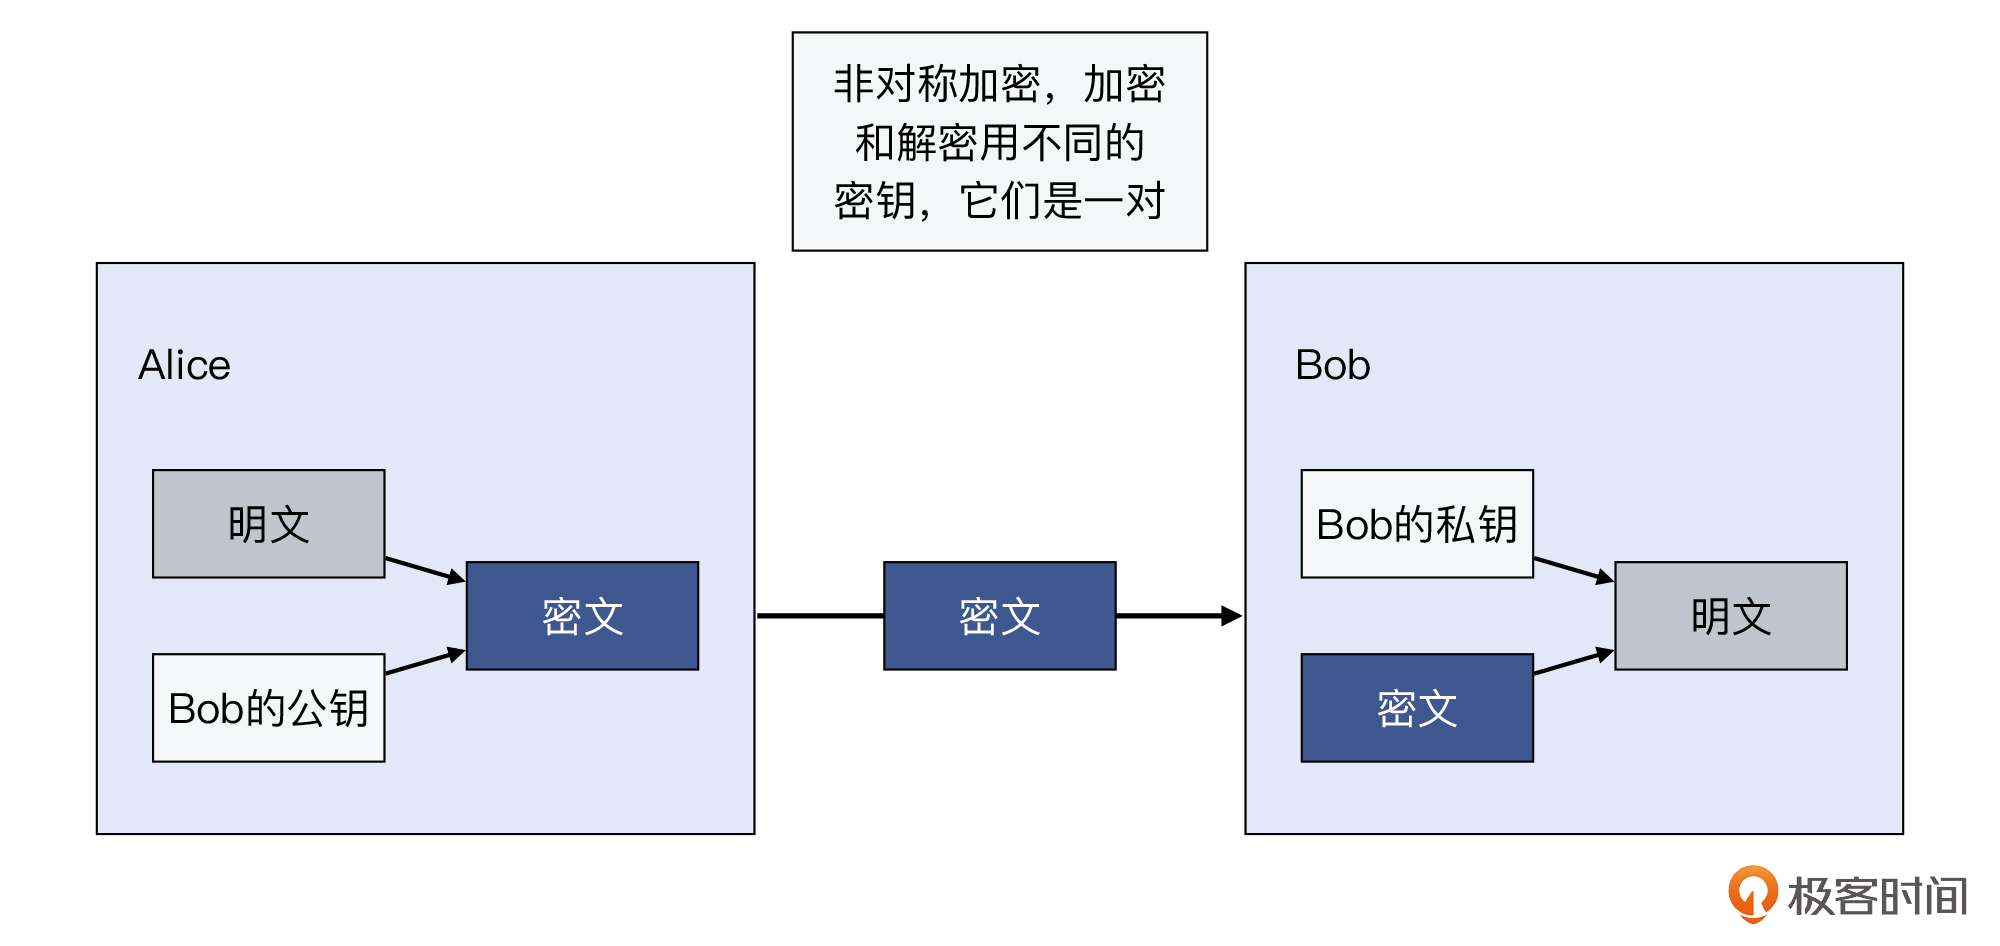 非对称加密，加密
和解密用不同的
密钥，它们是一对
Alice
明文
Bob的公钥
密文
密文
Bob
Bob的私钥
密文
明文
极客时间